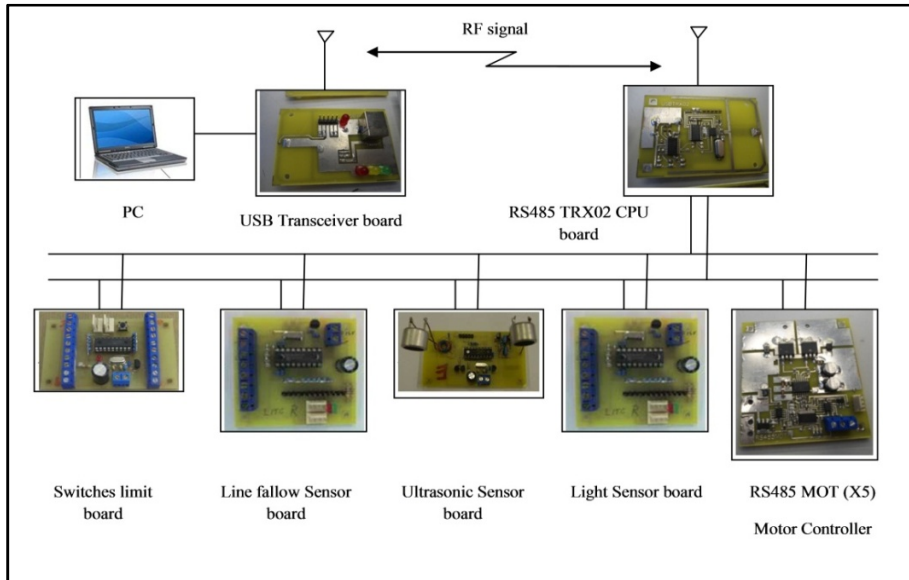 RF signal
PC
USB Transceiver board
RS485 TRX02 CPU
board
Switches limit
board
Line fallow Sensor
board
Ultrasonic Sensor
board
Light Sensor board
RS485 MOT (X5)
Motor Controller